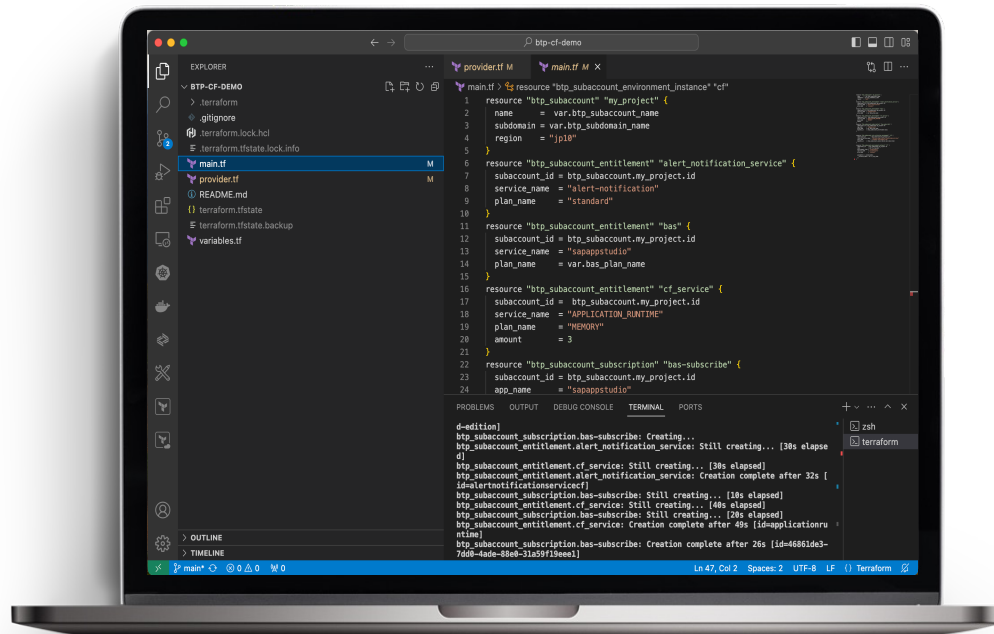 btp-cf-demo
EXPLORER
BTP-CF-DEMO
.terraform
.gitignore
.terraform.lock.hcl
.terraform.tfstate.lock.info
main.tf M
provider.tf M
README.md
terraform.tfstate
terraform.tfstate.backup
variables.tf
OUTLINE
TIMELINE
2
provider.tf M
main.tf M
main.tf > resource "btp_subaccount_environment_instance" "cf"
1 resource "btp_subaccount" "my_project" {
2 name = var.btp_subaccount_name
3 subdomain = var.btp_subdomain_name
4 region = "jp10"
5 }
6 resource "btp_subaccount_entitlement" "alert_notification_service" {
7 subaccount_id = btp_subaccount.my_project.id
8 service_name = "alert-notification"
9 plan_name = "standard"
10 }
11 resource "btp_subaccount_entitlement" "bas" {
12 subaccount_id = btp_subaccount.my_project.id
13 service_name = "sapappstudio"
14 plan_name = var.bas_plan_name
15 }
16 resource "btp_subaccount_entitlement" "cf_service" {
17 subaccount_id = btp_subaccount.my_project.id
18 service_name = "APPLICATION_RUNTIME"
19 plan_name = "MEMORY"
20 amount = 3
21 }
22 resource "btp_subaccount_subscription" "bas-subscribe" {
23 subaccount_id = btp_subaccount.my_project.id
24 app_name = "sapappstudio"
PROBLEMS OUTPUT DEBUG CONSOLE TERMINAL PORTS
d-edition]
btp_subaccount_subscription.bas-subscribe: Creating...
btp_subaccount_entitlement.alert_notification_service: Still creating... [30s elapse
d]
btp_subaccount_entitlement.cf_service: Still creating... [30s elapsed]
btp_subaccount_entitlement.alert_notification_service: Creation complete after 32s [
id=alertnotificationservicecf]
btp_subaccount_subscription.bas-subscribe: Still creating... [10s elapsed]
btp_subaccount_entitlement.cf_service: Still creating... [40s elapsed]
btp_subaccount_subscription.bas-subscribe: Still creating... [20s elapsed]
btp_subaccount_entitlement.cf_service: Creation complete after 49s [id=applicationru
ntime]
btp_subaccount_subscription.bas-subscribe: Creation complete after 26s [id=46861de3-
7dd0-4ade-88e0-31a59f19eee1]
zsh
terraform
main* 0 0 0
Ln 47, Col 2 Spaces: 2 UTF-8 LF {} Terraform